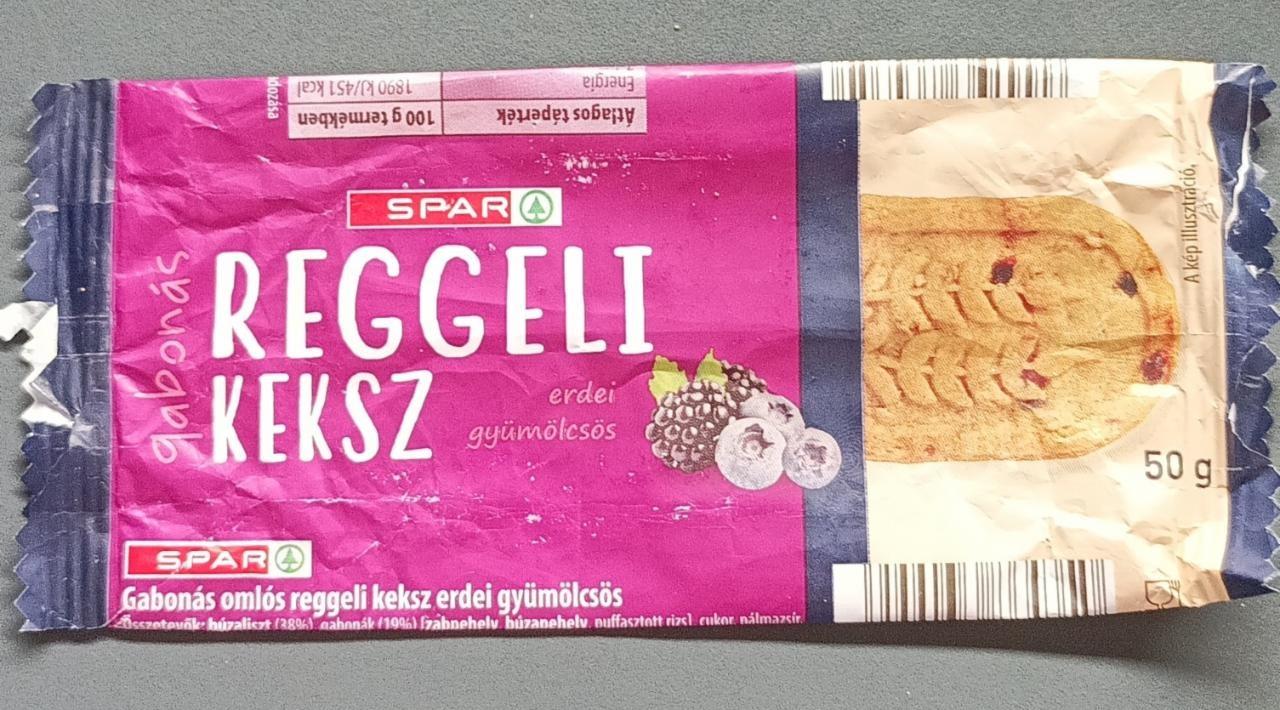 Átlagos tápérték 100 g termékben
Energia 1890 kJ/451 kcal
SPAR
gabonás
REGGELI
KEKSZ
erdei
gyümölcsös
A kép illusztráció.
50 g
SPAR
Gabonás omlós reggeli keksz erdei gyümölcsös
Összetevők: búzaliszt (38%), gabonák (19%) [zabpehely, búzapehely, puffasztott rizs], cukor, pálmazsír,